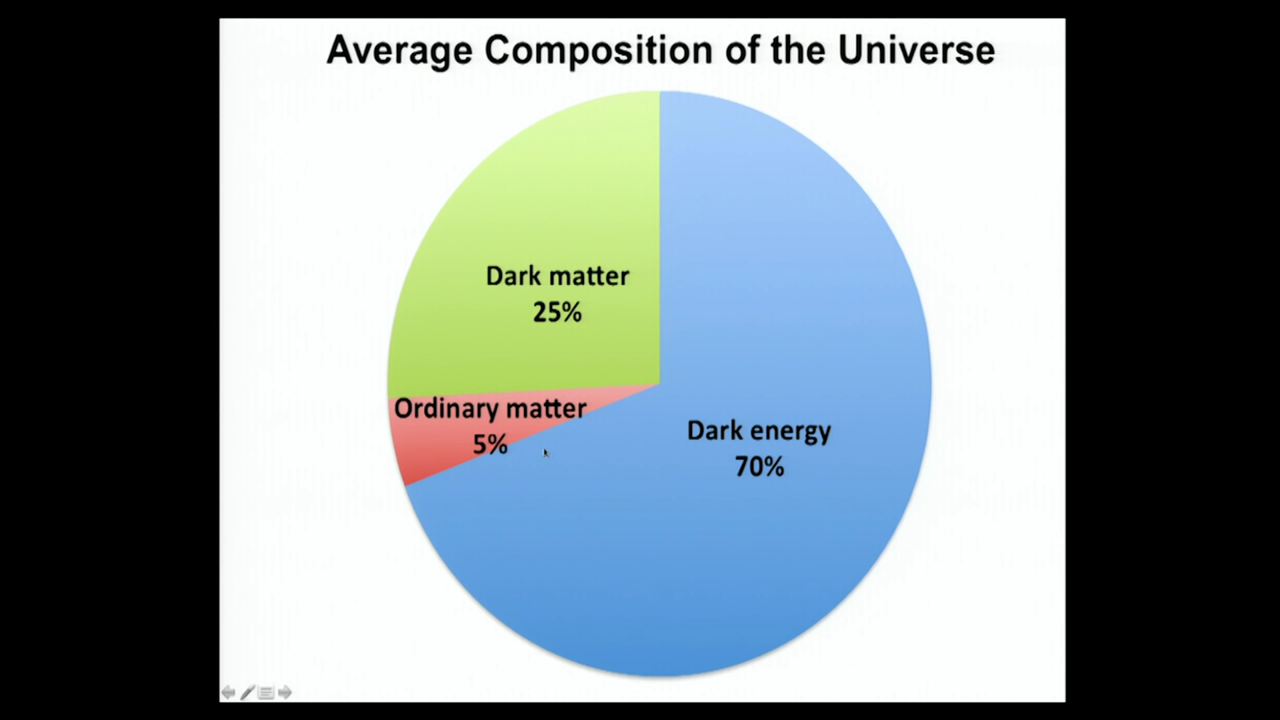 Average Composition of the Universe
Dark matter
25%
Ordinary matter
5%
Dark energy
70%